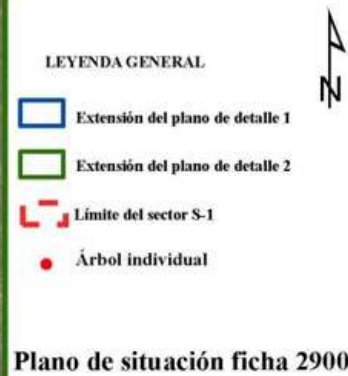 LEYENDA GENERAL
N
Extensión del plano de detalle 1
Extensión del plano de detalle 2
Límite del sector S-1
Árbol individual
Plano de situación ficha 2900